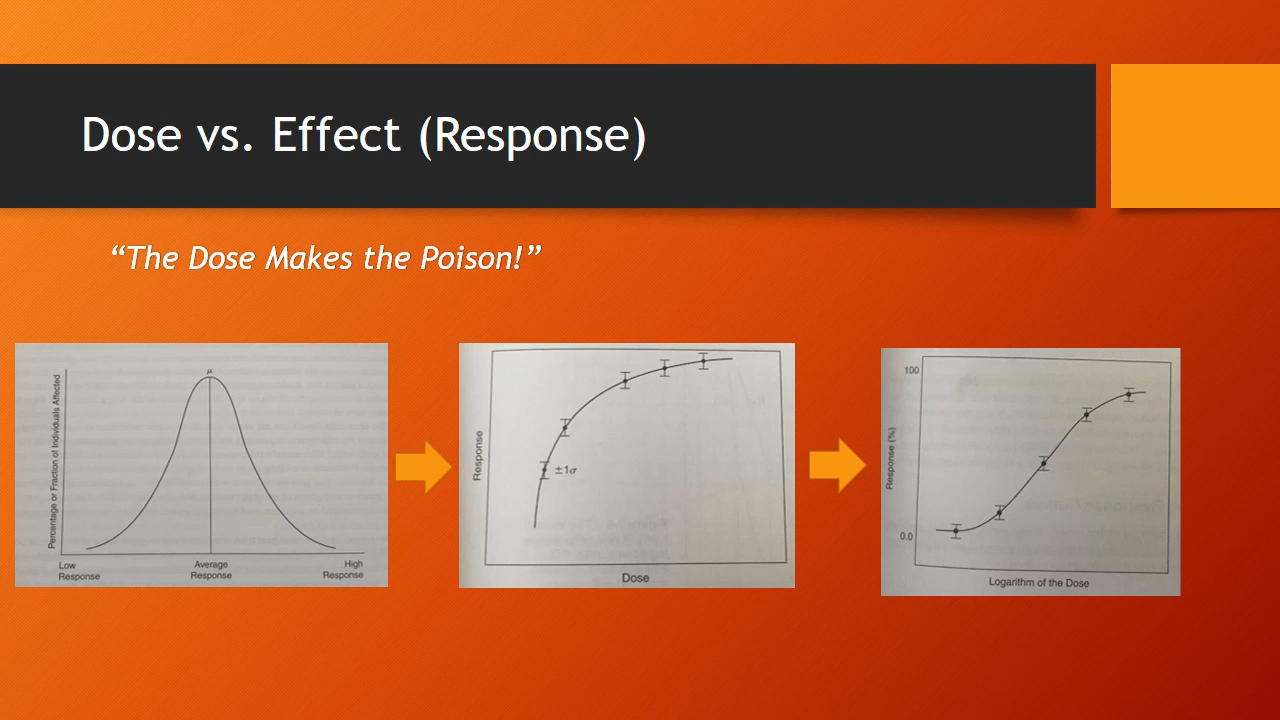 Dose vs. Effect (Response)
“The Dose Makes the Poison!”
μ
Percentage or Fraction of Individuals Affected
Low
Response
Average
Response
High
Response
Response
±1σ
Dose
100
Response (%)
0.0
Logarithm of the Dose